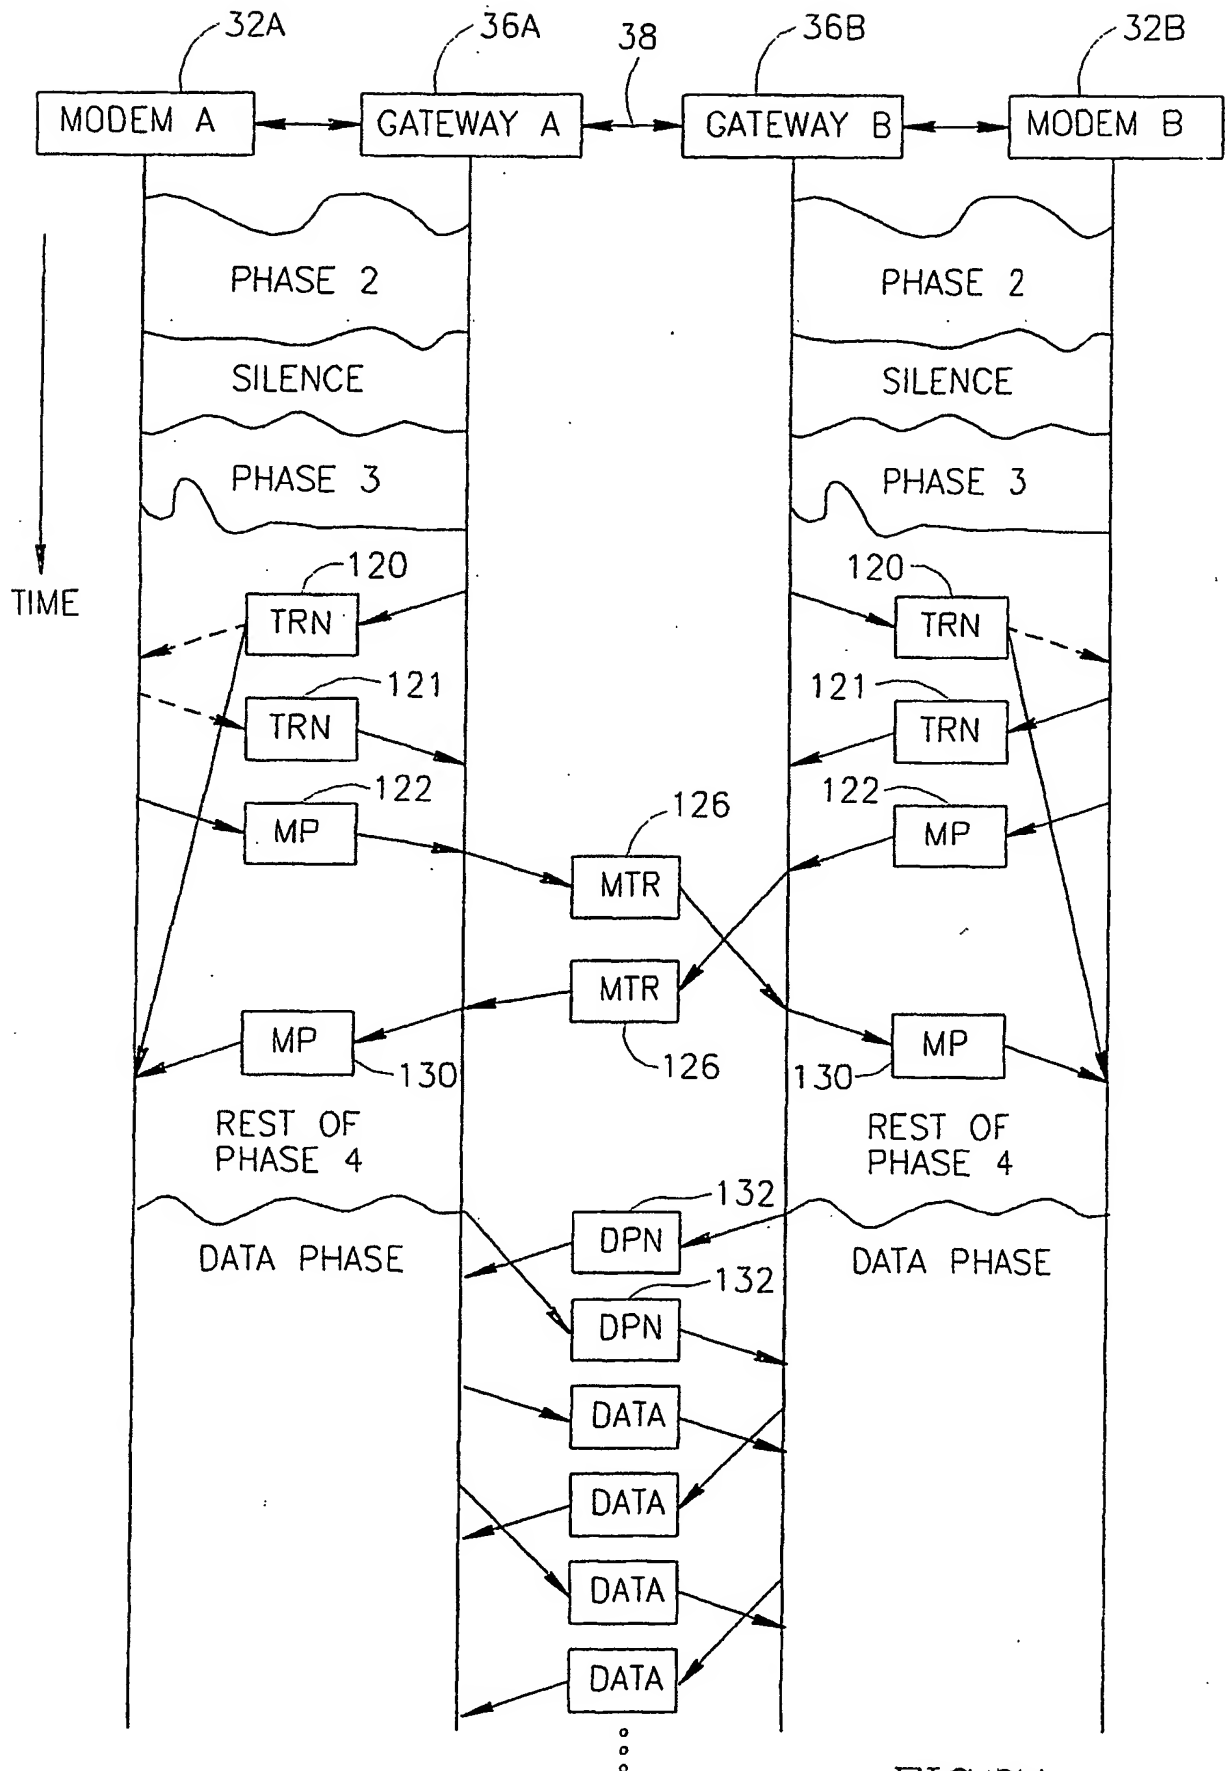 32A 36A 38 36B 32B
MODEM A GATEWAY A GATEWAY B MODEM B
PHASE 2 PHASE 2
SILENCE SILENCE
PHASE 3 PHASE 3
120 120
TIME TRN TRN
121 121
TRN TRN
122 126 122
MP MTR MP
MTR
MP MP
130 126 130
REST OF REST OF
PHASE 4 PHASE 4
132
DATA PHASE DPN DATA PHASE
132
DPN
DATA
DATA
DATA
DATA